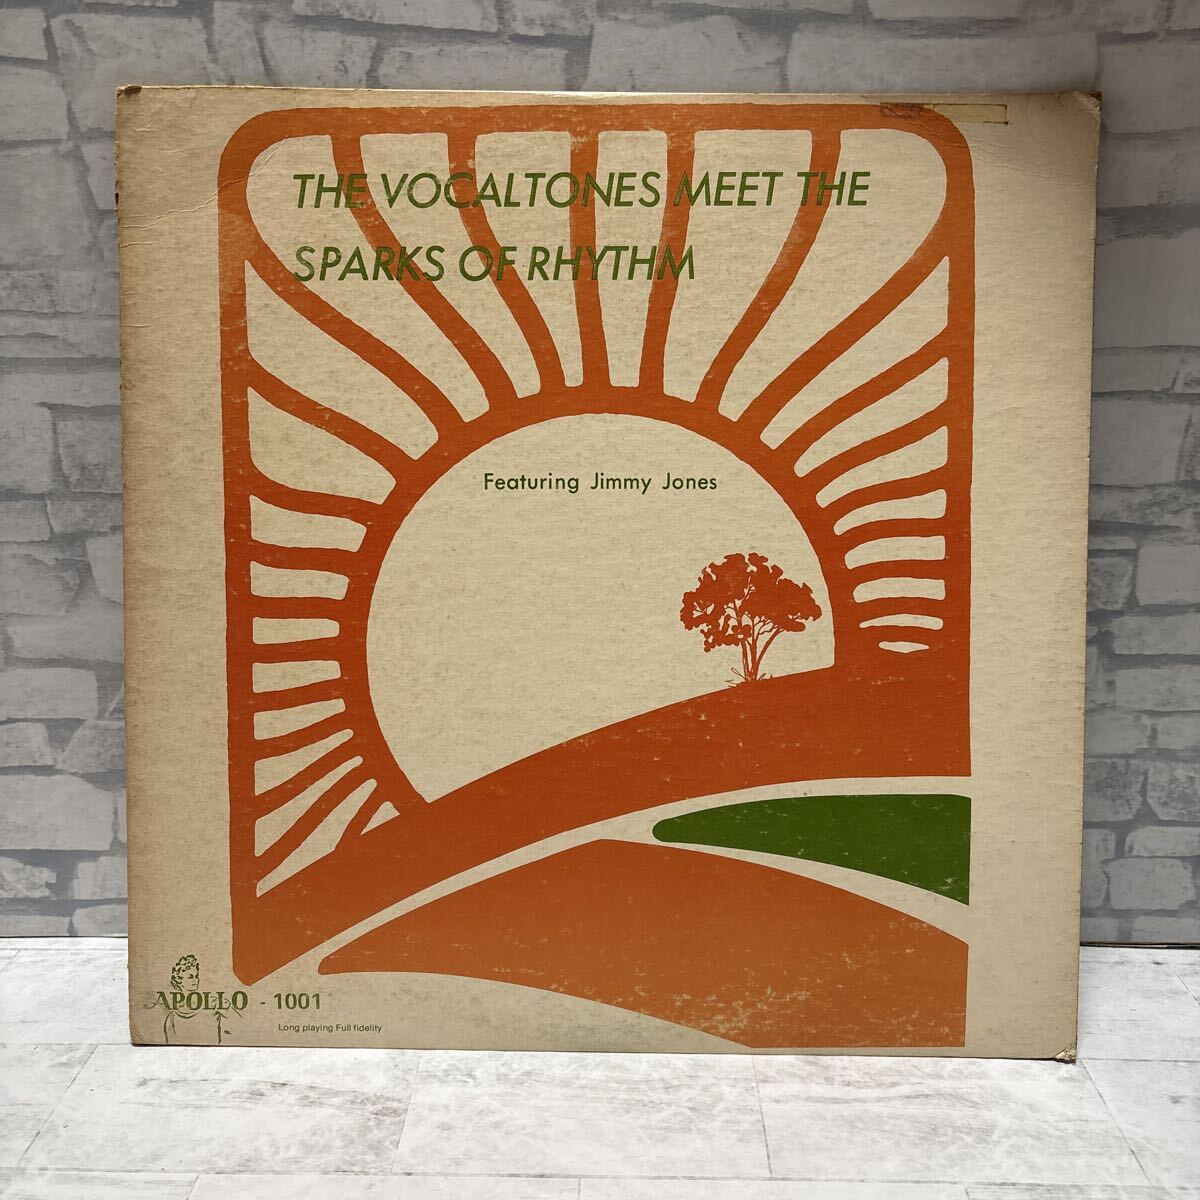 THE VOCALTONES MEET THE
SPARKS OF RHYTHM
Featuring Jimmy Jones
APOLLO - 1001
Long playing Full fidelity